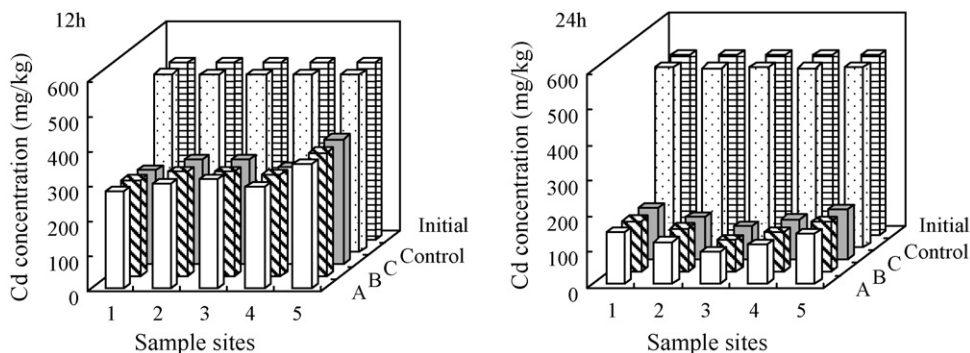 12h
Cd concentration (mg/kg)
600
500
400
300
200
100
0
1 2 3 4 5
Sample sites
A
B
C
Control
Initial
24h
Cd concentration (mg/kg)
600
500
400
300
200
100
0
1 2 3 4 5
Sample sites
A
B
C
Control
Initial